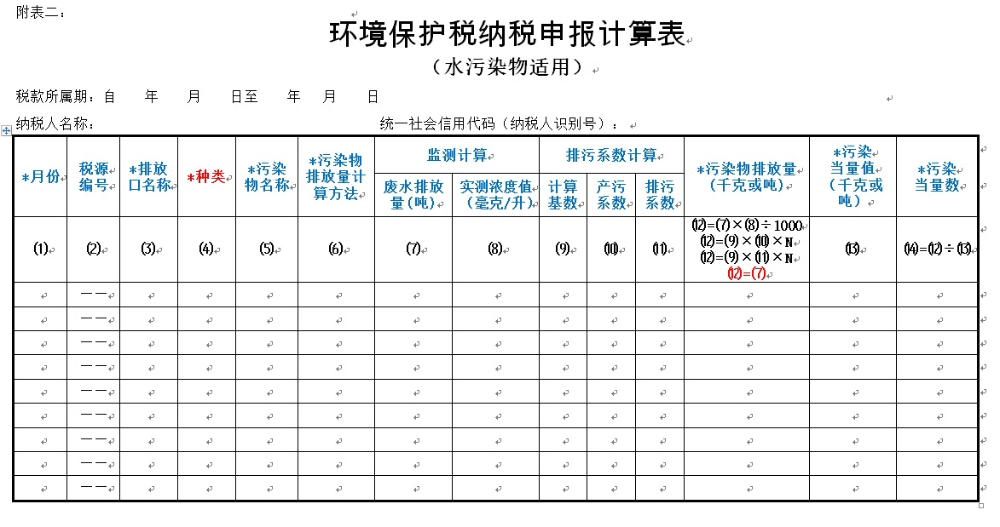 附表二：
环境保护税纳税申报计算表
（水污染物适用）
税款所属期：自 年 月 日至 年 月 日
纳税人名称： 统一社会信用代码（纳税人识别号）：
*月份 税源编号 *排放口名称 *种类 *污染物名称 *污染物排放量计算方法 监测计算 排污系数计算 *污染物排放量（千克或吨） *污染当量值（千克或吨） *污染当量数
废水排放量(吨) 实测浓度值（毫克/升） 计算基数 产污系数 排污系数
(1) (2) (3) (4) (5) (6) (7) (8) (9) (10) (11) (12)=(7)×(8)÷1000 (13) (14)=(12)÷(13)
(12)=(9)×(10)×N
(12)=(9)×(11)×N
(12)=(7)
——
——
——
——
——
——
——
——
——